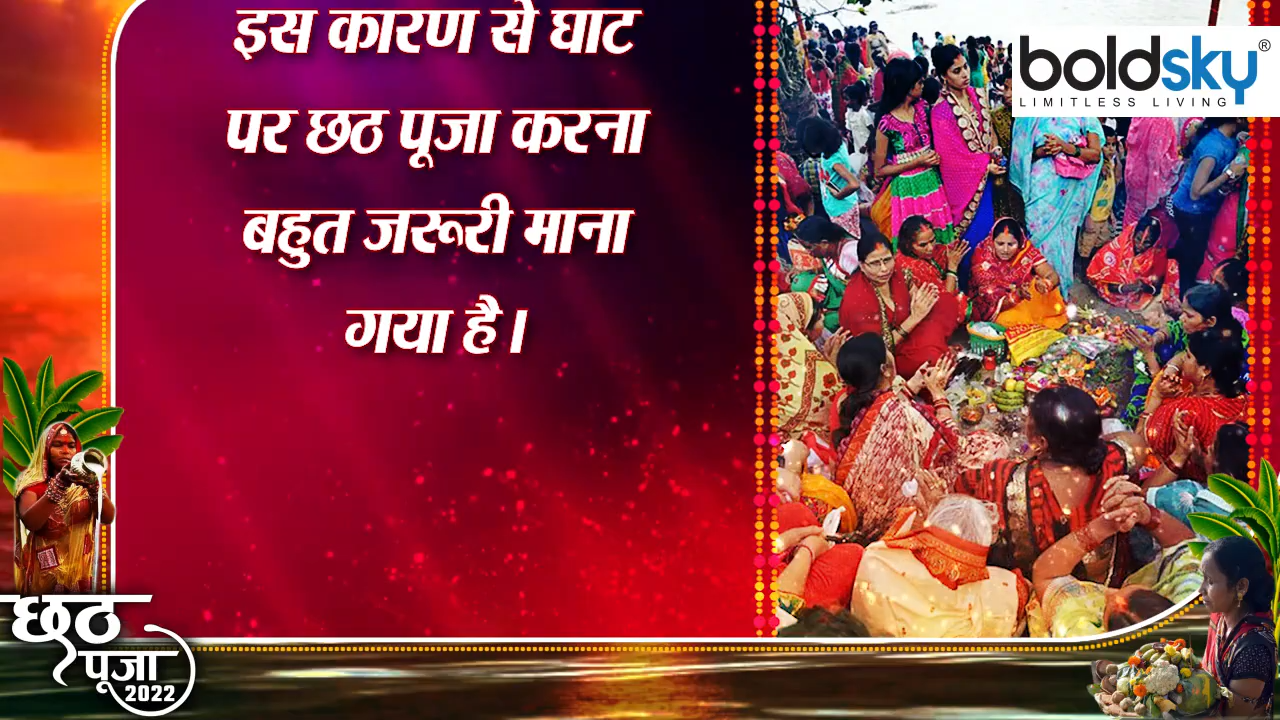 इस कारण से घाट
पर छठ पूजा करना
बहुत जरूरी माना
गया है।
boldsky®
LIMITLESS LIVING
छठ
पूजा
2022